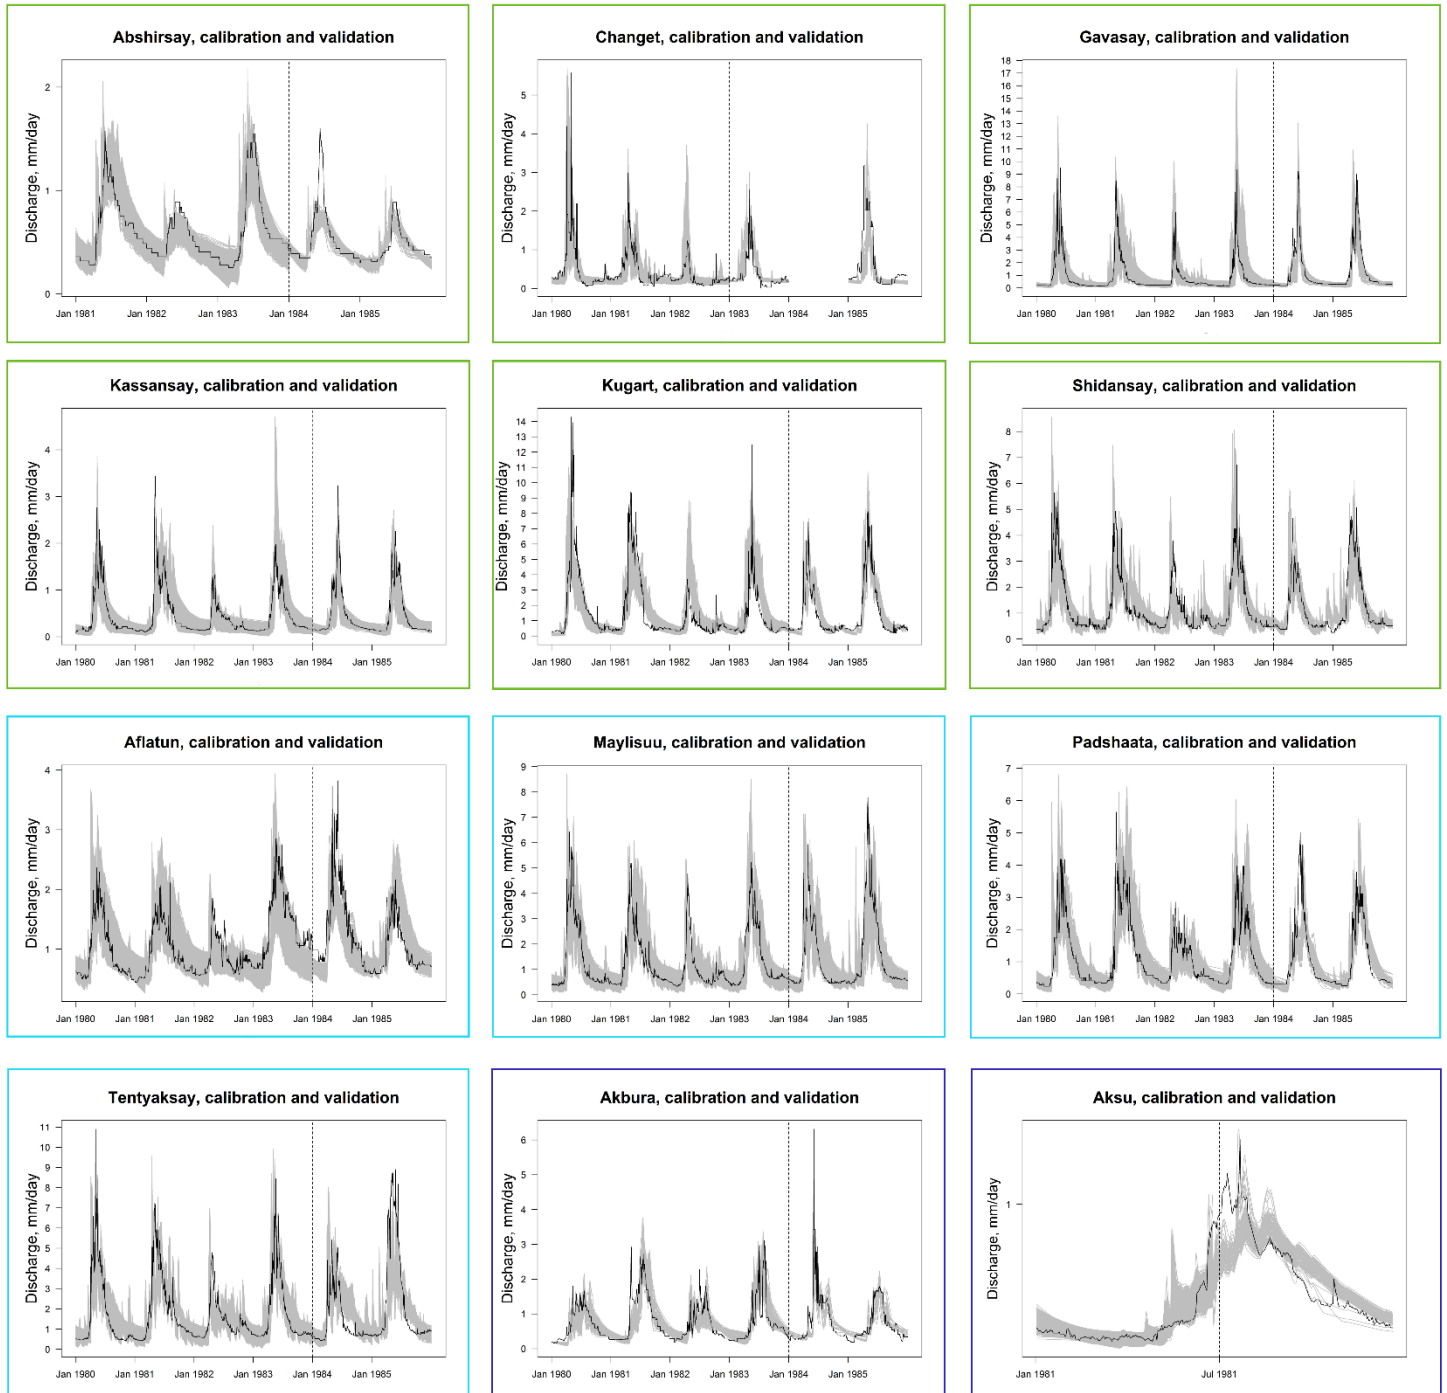 Abshirsay, calibration and validation
Discharge, mm/day
2
1
0
Jan 1981 Jan 1982 Jan 1983 Jan 1984 Jan 1985
Changet, calibration and validation
Discharge, mm/day
5
4
3
2
1
0
Jan 1980 Jan 1981 Jan 1982 Jan 1983 Jan 1984 Jan 1985
Gavasay, calibration and validation
Discharge, mm/day
18
17
16
15
14
13
12
11
10
9
8
7
6
5
4
3
2
1
0
Jan 1980 Jan 1981 Jan 1982 Jan 1983 Jan 1984 Jan 1985
Kassansay, calibration and validation
Discharge, mm/day
4
3
2
1
0
Jan 1980 Jan 1981 Jan 1982 Jan 1983 Jan 1984 Jan 1985
Kugart, calibration and validation
Discharge, mm/day
14
13
12
11
10
9
8
7
6
5
4
3
2
1
0
Jan 1980 Jan 1981 Jan 1982 Jan 1983 Jan 1984 Jan 1985
Shidansay, calibration and validation
Discharge, mm/day
8
7
6
5
4
3
2
1
0
Jan 1980 Jan 1981 Jan 1982 Jan 1983 Jan 1984 Jan 1985
Aflatun, calibration and validation
Discharge, mm/day
4
3
2
1
Jan 1980 Jan 1981 Jan 1982 Jan 1983 Jan 1984 Jan 1985
Maylisuu, calibration and validation
Discharge, mm/day
9
8
7
6
5
4
3
2
1
0
Jan 1980 Jan 1981 Jan 1982 Jan 1983 Jan 1984 Jan 1985
Padshaata, calibration and validation
Discharge, mm/day
7
6
5
4
3
2
1
0
Jan 1980 Jan 1981 Jan 1982 Jan 1983 Jan 1984 Jan 1985
Tentyaksay, calibration and validation
Discharge, mm/day
11
10
9
8
7
6
5
4
3
2
1
0
Jan 1980 Jan 1981 Jan 1982 Jan 1983 Jan 1984 Jan 1985
Akbura, calibration and validation
Discharge, mm/day
6
5
4
3
2
1
0
Jan 1980 Jan 1981 Jan 1982 Jan 1983 Jan 1984 Jan 1985
Aksu, calibration and validation
Discharge, mm/day
1
Jan 1981 Jul 1981